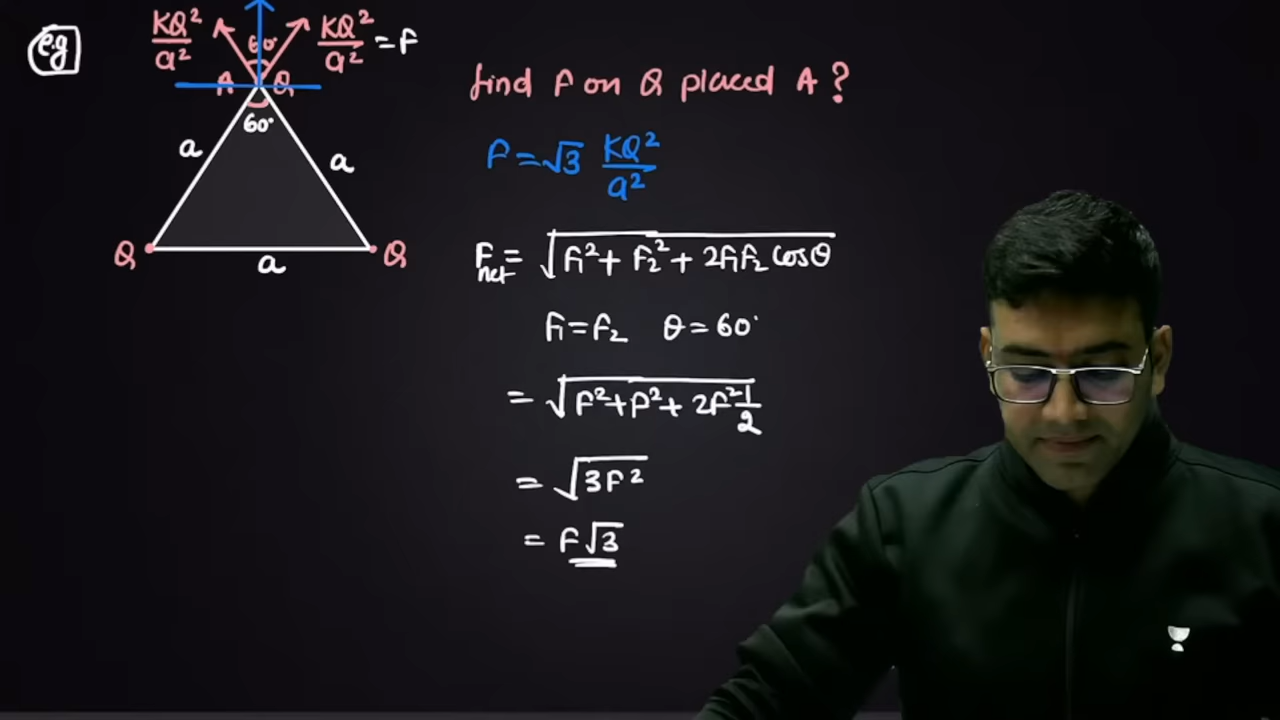 e.g
KQ²/a²
60°
KQ²/a² = F
A
Q
60°
a
a
Q
a
Q
find F on Q placed A?
F = √3 KQ²/a²
Fnet = √(F₁² + F₂² + 2F₁F₂ cosθ)
F₁ = F₂ θ = 60°
= √(F² + F² + 2F² 1/2)
= √(3F²)
= F√3